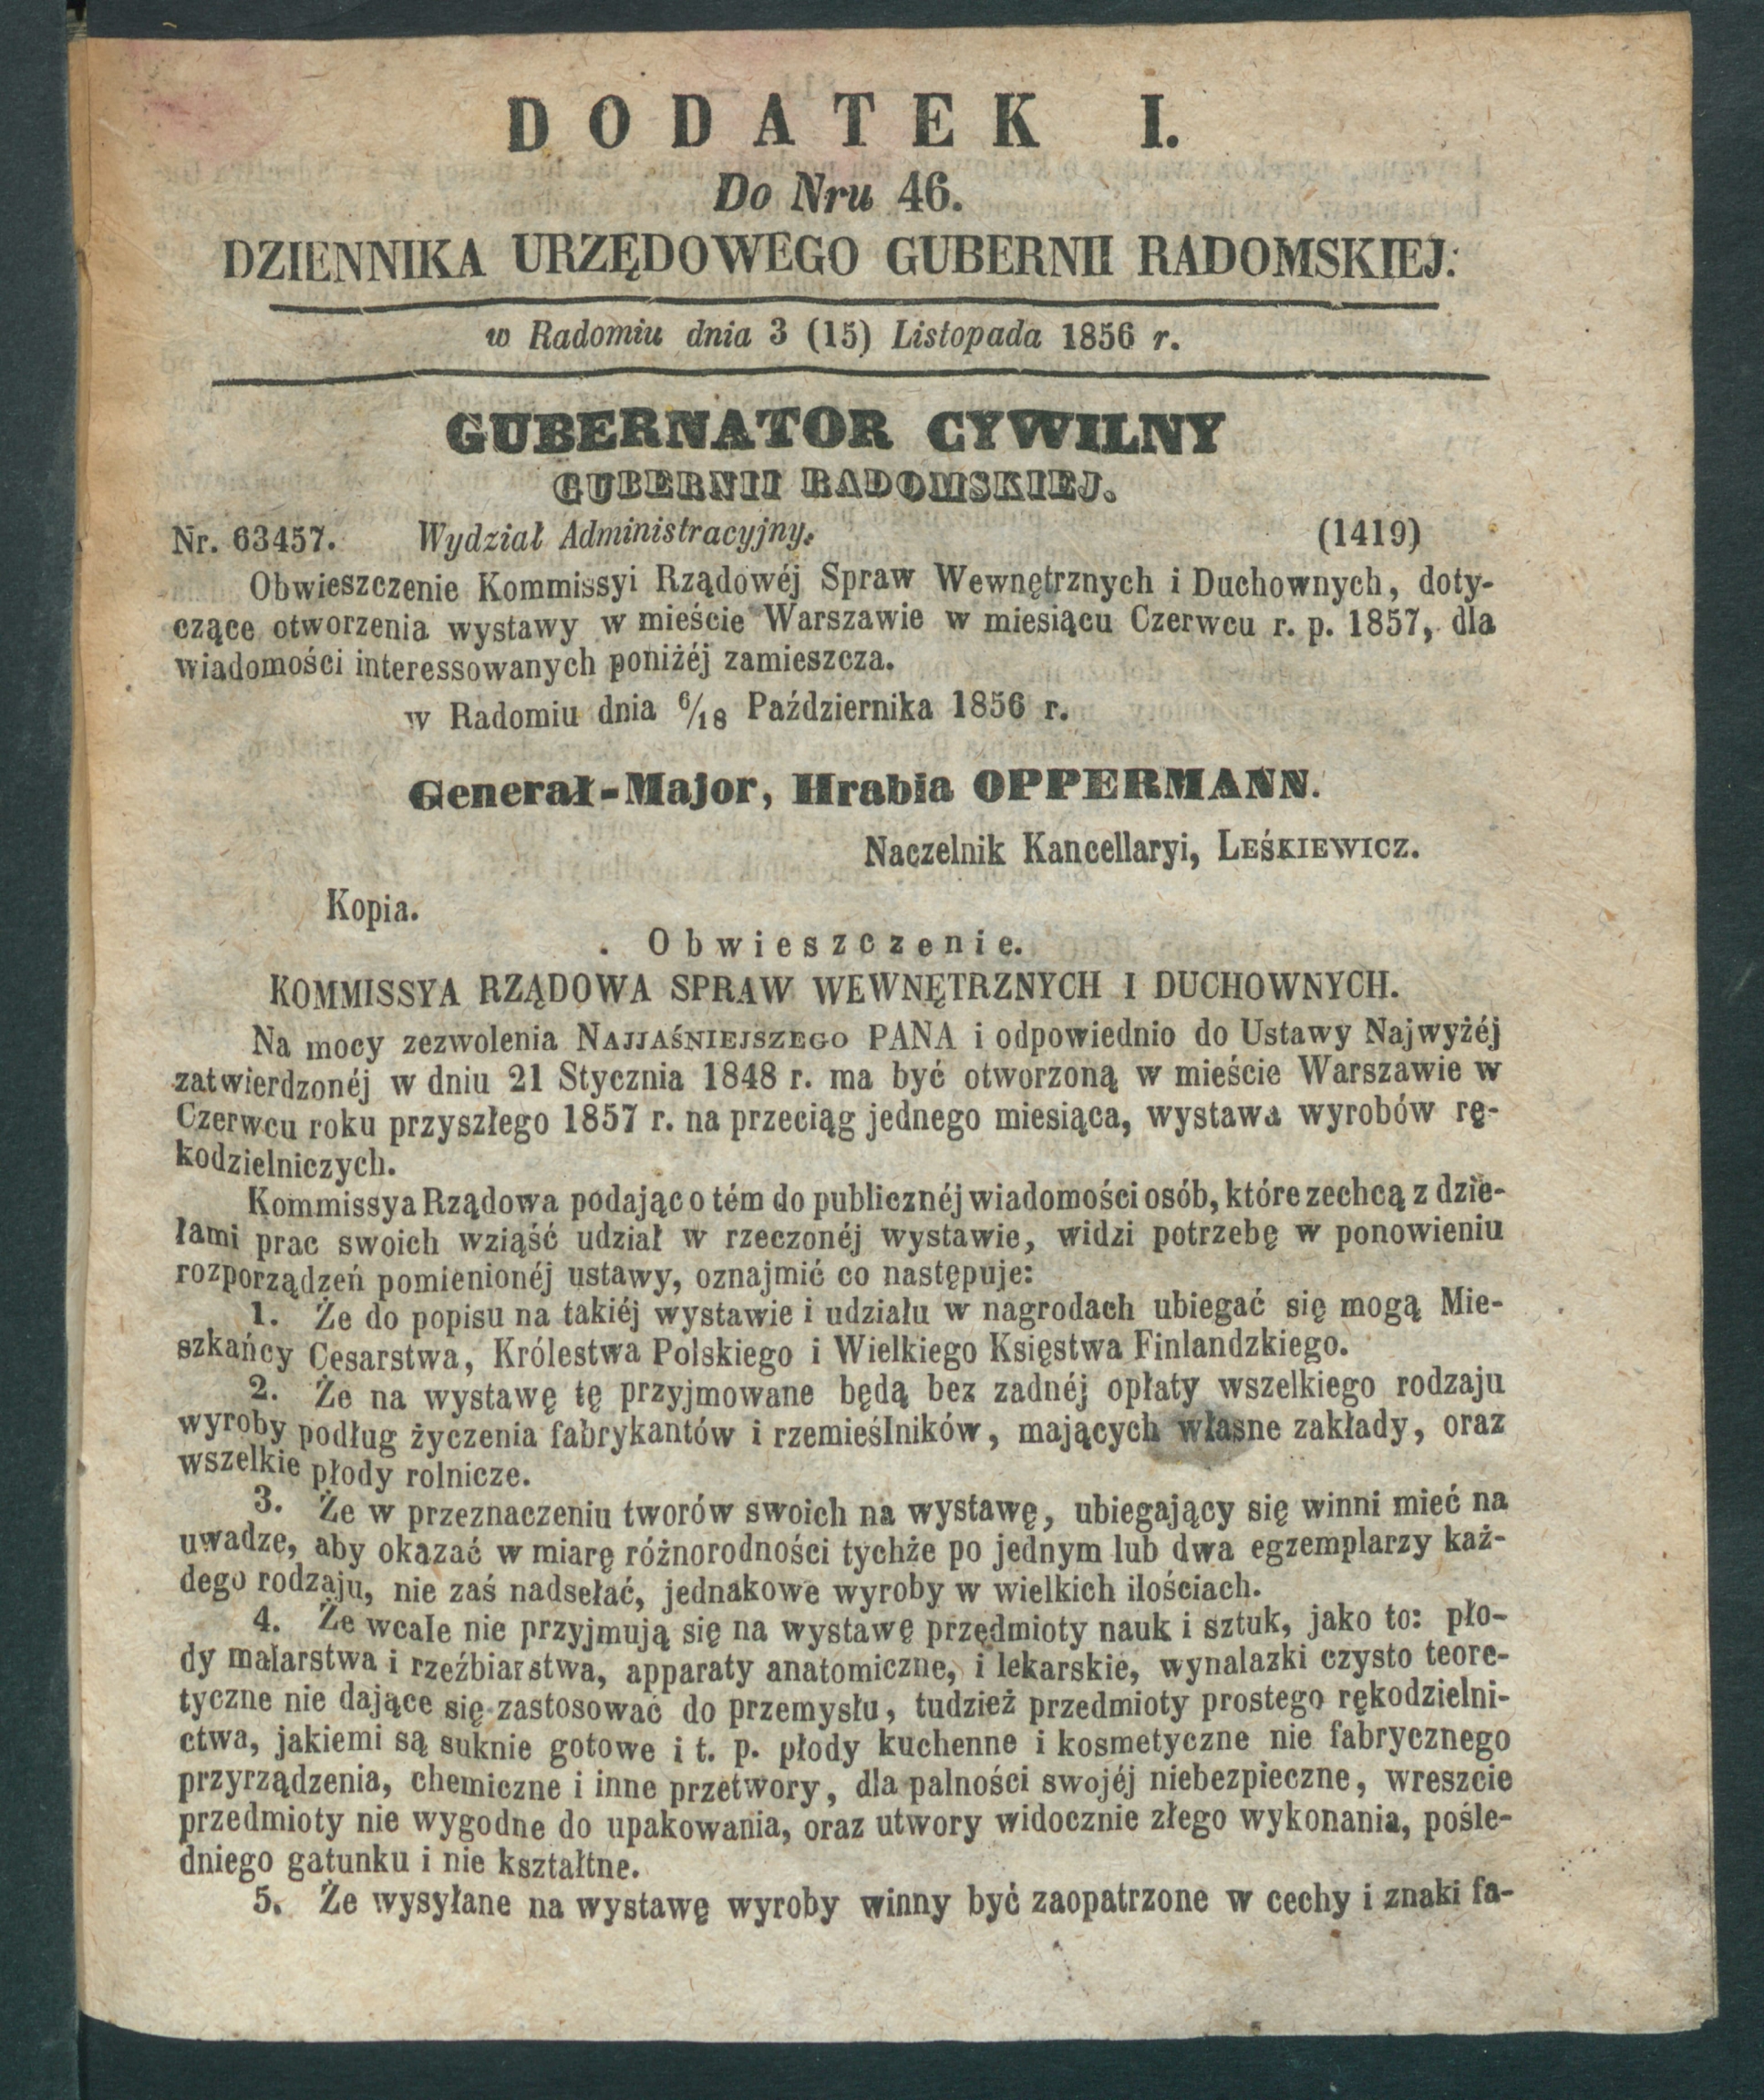 DODATEK I.
Do Nru 46.
DZIENNIKA URZĘDOWEGO GUBERNII RADOMSKIEJ.
w Radomiu dnia 3 (15) Listopada 1856 r.
GUBERNATOR CYWILNY
GUBERNII RADOMSKIEJ.
Nr. 63457. Wydział Administracyjny. (1419)
Obwieszczenie Kommissyi Rządowéj Spraw Wewnętrznych i Duchownych, doty-
czące otworzenia wystawy w mieście Warszawie w miesiącu Czerwcu r. p. 1857, dla
wiadomości interessowanych poniżéj zamieszcza.
w Radomiu dnia 6/18 Października 1856 r.
Generał-Major, Hrabia OPPERMANN.
Naczelnik Kancellaryi, LEŚKIEWICZ.
Kopia.
Obwieszczenie.
KOMMISSYA RZĄDOWA SPRAW WEWNĘTRZNYCH I DUCHOWNYCH.
Na mocy zezwolenia NAJJAŚNIEJSZEGO PANA i odpowiednio do Ustawy Najwyżéj
zatwierdzonéj w dniu 21 Stycznia 1848 r. ma być otworzoną w mieście Warszawie w
Czerwcu roku przyszłego 1857 r. na przeciąg jednego miesiąca, wystawa wyrobów rę-
kodzielniczych.
Kommissya Rządowa podając o tém do publicznéj wiadomości osób, które zechcą z dzie-
łami prac swoich wziąść udział w rzeczonéj wystawie, widzi potrzebę w ponowieniu
rozporządzeń pomienionéj ustawy, oznajmić co następuje:
1. Że do popisu na takiéj wystawie i udziału w nagrodach ubiegać się mogą Mie-
szkańcy Cesarstwa, Królestwa Polskiego i Wielkiego Księstwa Finlandzkiego.
2. Że na wystawę tę przyjmowane będą bez zadnéj opłaty wszelkiego rodzaju
wyroby podług życzenia fabrykantów i rzemieślników, mających własne zakłady, oraz
wszelkie płody rolnicze.
3. Że w przeznaczeniu tworów swoich na wystawę, ubiegający się winni mieć na
uwadze, aby okazać w miarę różnorodności tychże po jednym lub dwa egzemplarzy każ-
dego rodzaju, nie zaś nadsełać, jednakowe wyroby w wielkich ilościach.
4. Że wcale nie przyjmują się na wystawę przedmioty nauk i sztuk, jako to: pło-
dy malarstwa i rzeźbiarstwa, apparaty anatomiczne, i lekarskie, wynalazki czysto teore-
tyczne nie dające się zastosować do przemysłu, tudzież przedmioty prostego rękodzielni-
ctwa, jakiemi są suknie gotowe i t. p. płody kuchenne i kosmetyczne nie fabrycznego
przyrządzenia, chemiczne i inne przetwory, dla palności swojéj niebezpieczne, wreszcie
przedmioty nie wygodne do upakowania, oraz utwory widocznie złego wykonania, pośle-
dniego gatunku i nie kształtne.
5. Że wysyłane na wystawę wyroby winny być zaopatrzone w cechy i znaki fa-